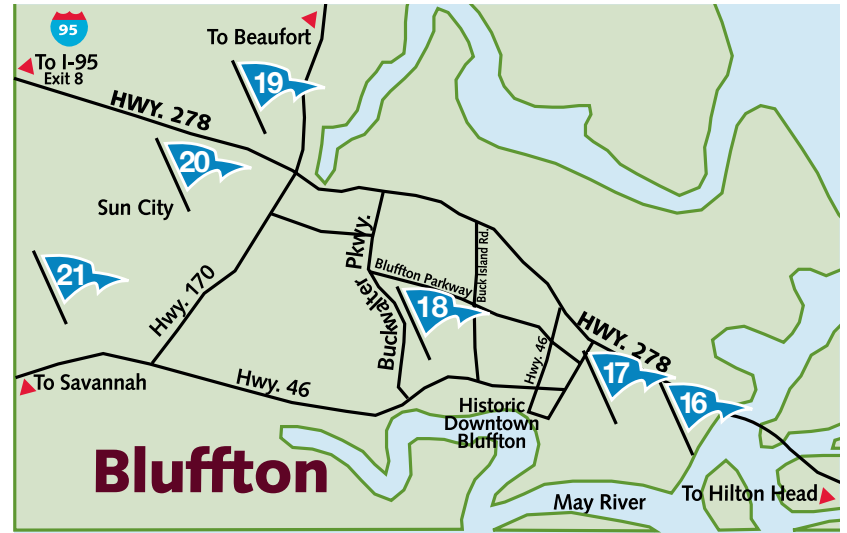 95
To I-95
Exit 8
To Beaufort
19
HWY. 278
20
Sun City
21
Hwy. 170
Pkwy.
Buckwalter
Bluffton Parkway
Buck Island Rd.
18
Hwy. 46
HWY. 278
17
16
To Savannah
Hwy. 46
Historic
Downtown
Bluffton
Bluffton
May River
To Hilton Head